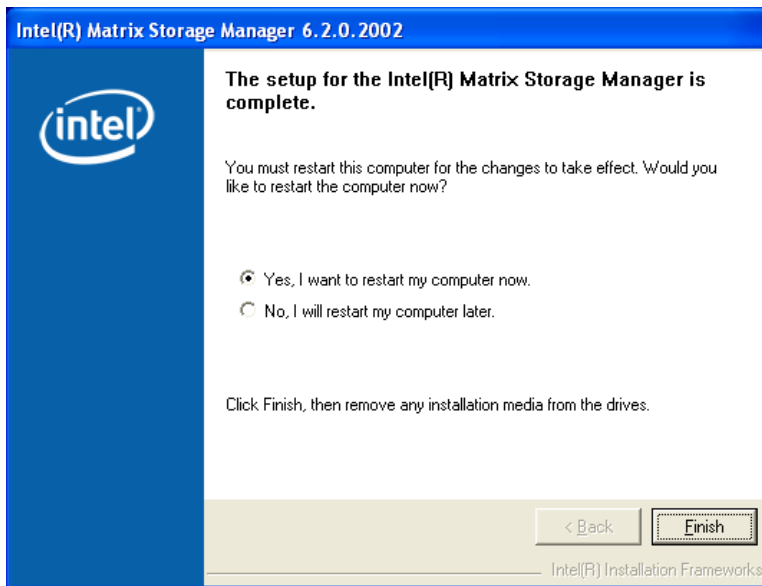 Intel(R) Matrix Storage Manager 6.2.0.2002
intel
The setup for the Intel(R) Matrix Storage Manager is
complete.
You must restart this computer for the changes to take effect. Would you
like to restart the computer now?
Yes, I want to restart my computer now.
No, I will restart my computer later.
Click Finish, then remove any installation media from the drives.
< Back
Finish
Intel(R) Installation Frameworks